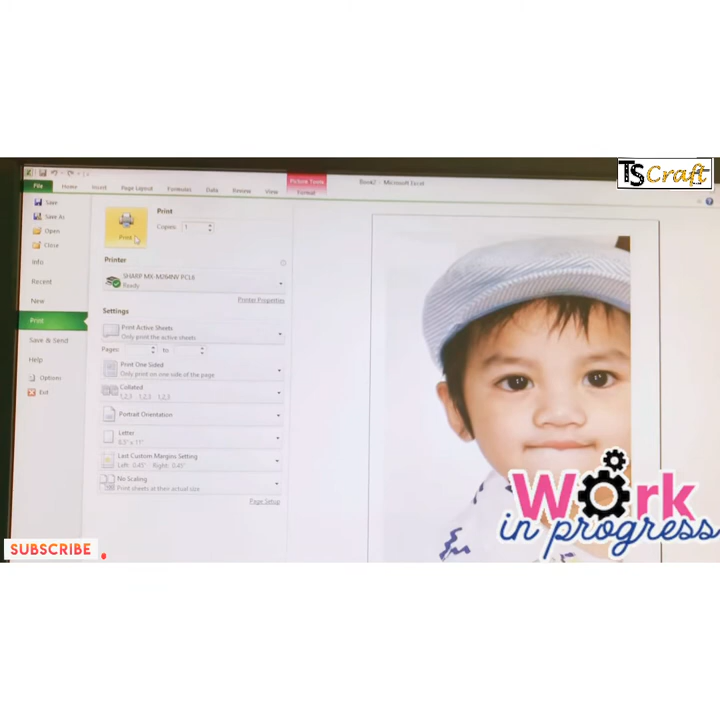 TSCraft
Picture Tools
Book2 - Microsoft Excel
File Home Insert Page Layout Formulas Data Review View Format
Save
Save As
Open
Close
Info
Recent
New
Print
Save & Send
Help
Options
Exit
Print
Print
Copies: 1
Printer
SHARP MX-M264NV PCL6
Ready
Printer Properties
Settings
Print Active Sheets
Only print the active sheets
Pages: to
Print One Sided
Only print on one side of the page
Collated
1,2,3 1,2,3 1,2,3
Portrait Orientation
Letter
8.5" x 11"
Last Custom Margins Setting
Left: 0.45" Right: 0.45"
No Scaling
Print sheets at their actual size
Page Setup
Work
in progress
SUBSCRIBE